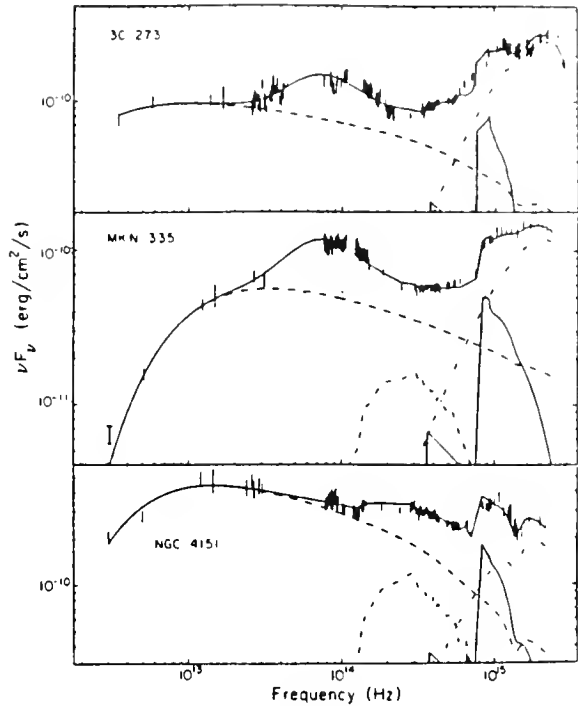 3C 273
10⁻¹⁰
MKN 335
10⁻¹⁰
νFν (erg/cm²/s)
10⁻¹¹
NGC 4151
10⁻¹⁰
10¹³ 10¹⁴ 10¹⁵
Frequency (Hz)